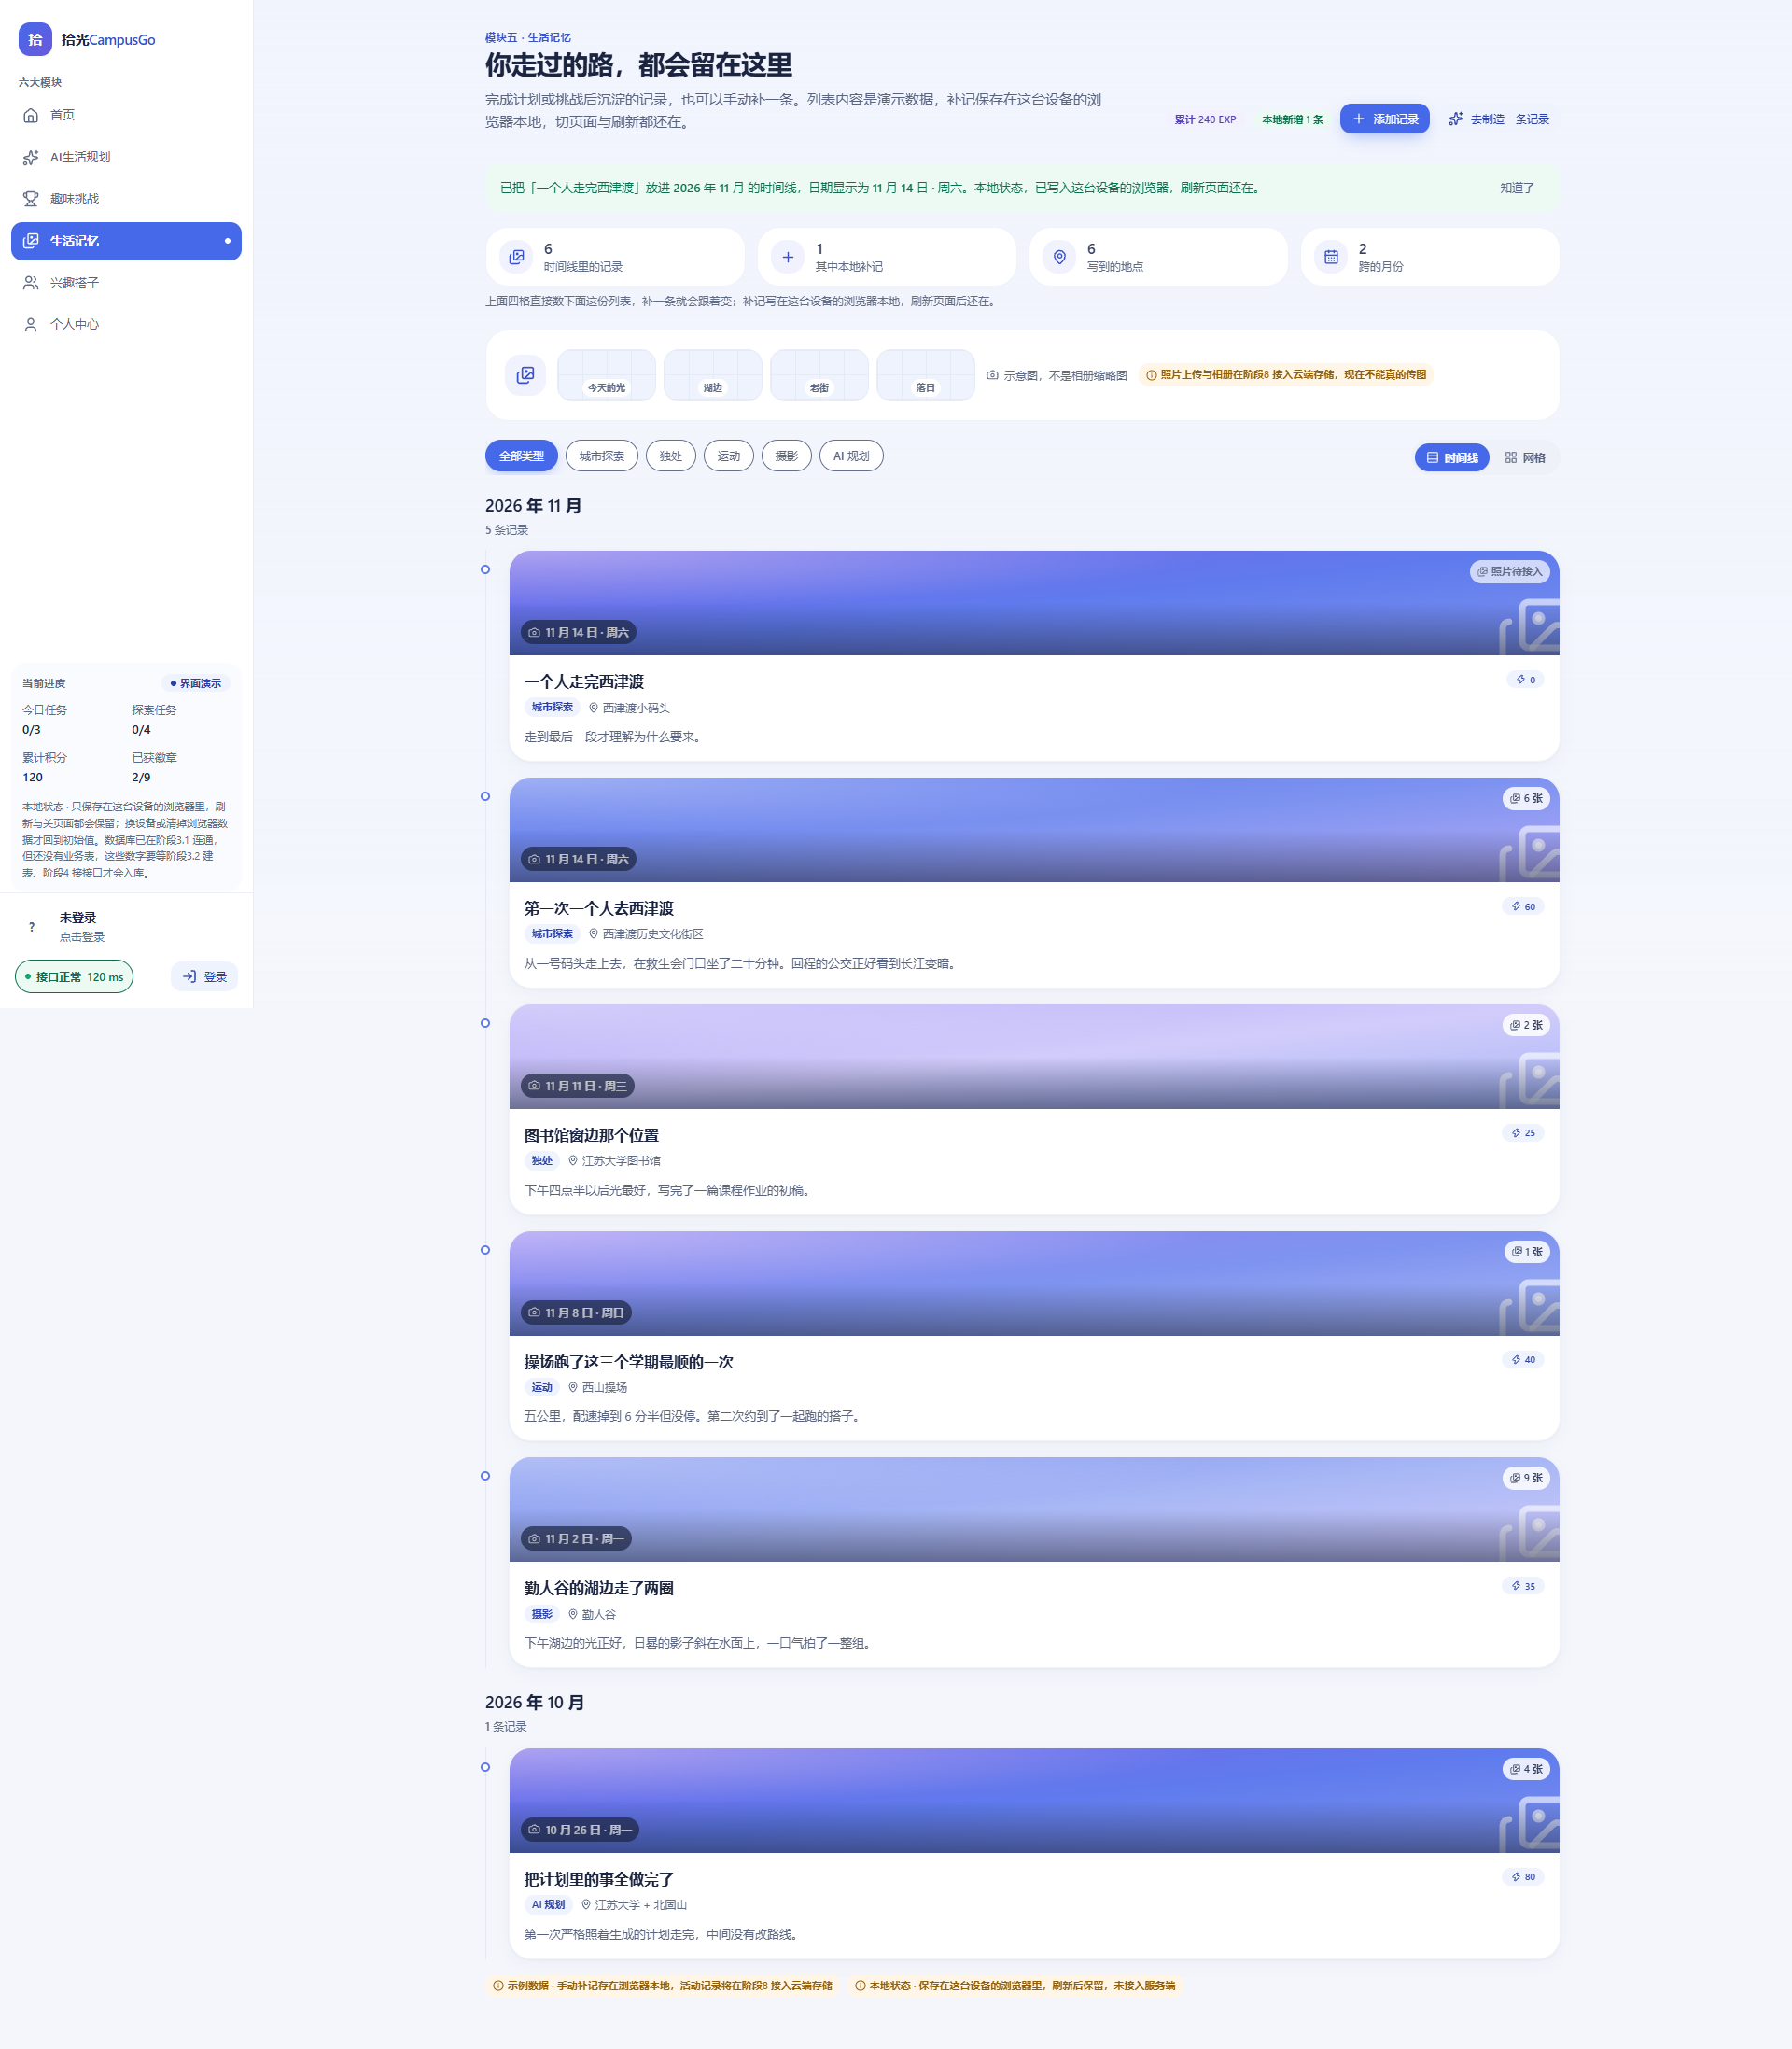 拾
拾光CampusGo
六大模块
首页
AI生活规划
趣味挑战
生活记忆
兴趣搭子
个人中心
当前进度
界面演示
今日任务
探索任务
0/3
0/4
累计积分
已获徽章
120
2/9
本地状态 · 只保存在这台设备的浏览器里，刷
新与关页面都会保留；换设备或清掉浏览器数
据才回到初始值。数据库已在阶段3.1 连通，
但还没有业务表，这些数字要等阶段3.2 建
表、阶段4 接接口才会入库。
?
未登录
点击登录
接口正常 120 ms
登录
模块五 · 生活记忆
你走过的路，都会留在这里
完成计划或挑战后沉淀的记录，也可以手动补一条。列表内容是演示数据，补记保存在这台设备的浏
览器本地，切页面与刷新都还在。
累计 240 EXP
本地新增 1 条
添加记录
去制造一条记录
已把「一个人走完西津渡」放进 2026 年 11 月 的时间线，日期显示为 11 月 14 日 · 周六。本地状态，已写入这台设备的浏览器，刷新页面还在。
知道了
6
时间线里的记录
1
其中本地补记
6
写到的地点
2
跨的月份
上面四格直接数下面这份列表，补一条就会跟着变；补记写在这台设备的浏览器本地，刷新页面后还在。
今天的光
湖边
老街
落日
示意图，不是相册缩略图
照片上传与相册在阶段8 接入云端存储，现在不能真的传图
全部类型
城市探索
独处
运动
摄影
AI 规划
时间线
网格
2026 年 11 月
5 条记录
照片待接入
11 月 14 日 · 周六
一个人走完西津渡
0
城市探索
西津渡小码头
走到最后一段才理解为什么要来。
6 张
11 月 14 日 · 周六
第一次一个人去西津渡
60
城市探索
西津渡历史文化街区
从一号码头走上去，在救生会门口坐了二十分钟。回程的公交正好看到长江变暗。
2 张
11 月 11 日 · 周三
图书馆窗边那个位置
25
独处
江苏大学图书馆
下午四点半以后光最好，写完了一篇课程作业的初稿。
1 张
11 月 8 日 · 周日
操场跑了这三个学期最顺的一次
40
运动
西山操场
五公里，配速掉到 6 分半但没停。第二次约到了一起跑的搭子。
9 张
11 月 2 日 · 周一
勤人谷的湖边走了两圈
35
摄影
勤人谷
下午湖边的光正好，日晷的影子斜在水面上，一口气拍了一整组。
2026 年 10 月
1 条记录
4 张
10 月 26 日 · 周一
把计划里的事全做完了
80
AI 规划
江苏大学 + 北固山
第一次严格照着生成的计划走完，中间没有改路线。
示例数据 · 手动补记存在浏览器本地，活动记录将在阶段8 接入云端存储
本地状态 · 保存在这台设备的浏览器里，刷新后保留，未接入服务端